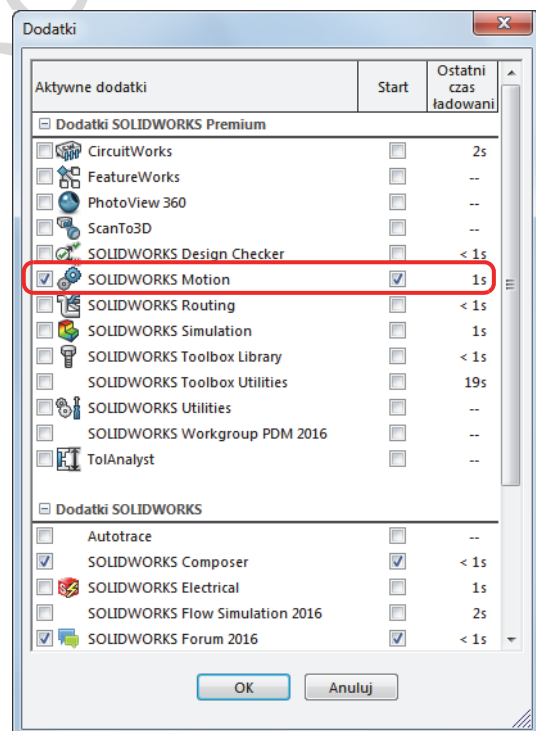 Dodatki
Aktywne dodatki Start Ostatni czas ładowani
Dodatki SOLIDWORKS Premium
CircuitWorks 2s
FeatureWorks --
PhotoView 360 --
ScanTo3D --
SOLIDWORKS Design Checker < 1s
SOLIDWORKS Motion 1s
SOLIDWORKS Routing < 1s
SOLIDWORKS Simulation 1s
SOLIDWORKS Toolbox Library < 1s
SOLIDWORKS Toolbox Utilities 19s
SOLIDWORKS Utilities --
SOLIDWORKS Workgroup PDM 2016 --
TolAnalyst --
Dodatki SOLIDWORKS
Autotrace --
SOLIDWORKS Composer < 1s
SOLIDWORKS Electrical 1s
SOLIDWORKS Flow Simulation 2016 2s
SOLIDWORKS Forum 2016 < 1s
OK Anuluj